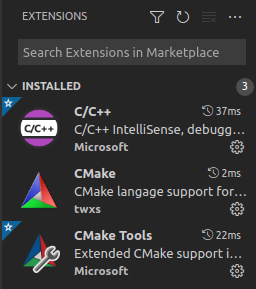 EXTENSIONS
Search Extensions in Marketplace
INSTALLED 3
C/C++ 37ms
C/C++
C/C++ IntelliSense, debugg...
Microsoft
CMake 2ms
CMake langage support for...
twxs
CMake Tools 22ms
Extended CMake support i...
Microsoft